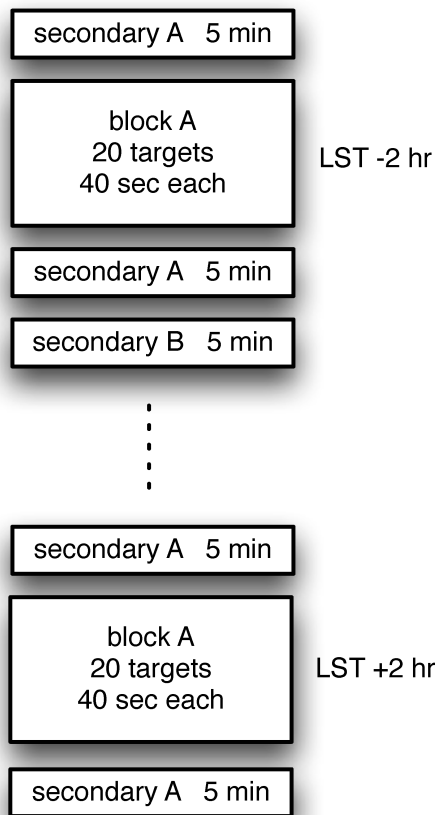 secondary A 5 min
block A
20 targets
40 sec each
LST -2 hr
secondary A 5 min
secondary B 5 min
secondary A 5 min
block A
20 targets
40 sec each
LST +2 hr
secondary A 5 min